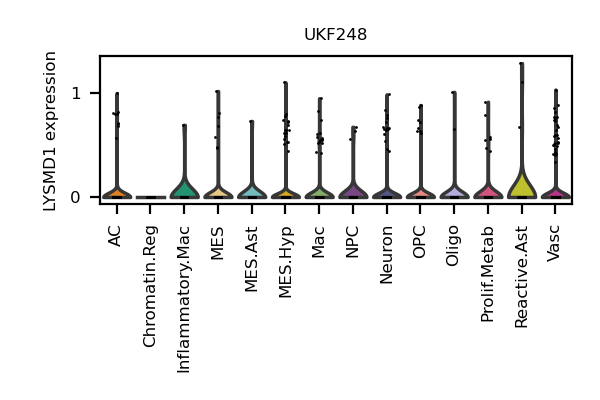 UKF248
LYSMD1 expression
1
0
AC
Chromatin.Reg
Inflammatory.Mac
MES
MES.Ast
MES.Hyp
Mac
NPC
Neuron
OPC
Oligo
Prolif.Metab
Reactive.Ast
Vasc